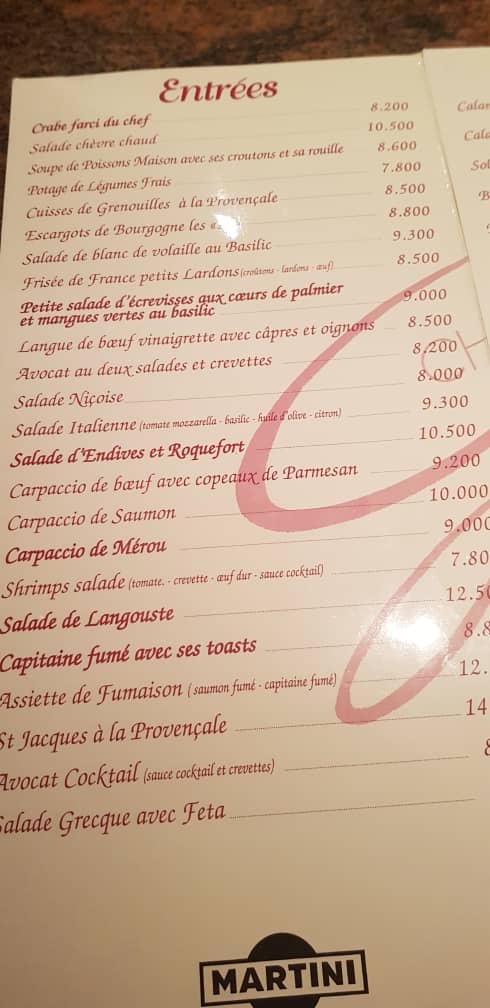 Entrées
Crabe farci du chef 8.200
Salade chèvre chaud 10.500
Soupe de Poissons Maison avec ses croutons et sa rouille 8.600
Potage de Légumes Frais 7.800
Cuisses de Grenouilles à la Provençale 8.500
Escargots de Bourgogne les 8.800
Salade de blanc de volaille au Basilic 9.300
Frisée de France petits Lardons (croûtons - lardons - œuf) 8.500
Petite salade d'écrevisses aux cœurs de palmier
et mangues vertes au basilic 9.000
Langue de bœuf vinaigrette avec câpres et oignons 8.500
Avocat au deux salades et crevettes 8,200
Salade Niçoise 8.000
Salade Italienne (tomate mozzarella - basilic - huile d'olive - citron) 9.300
Salade d'Endives et Roquefort 10.500
Carpaccio de bœuf avec copeaux de Parmesan 9.200
Carpaccio de Saumon 10.000
Carpaccio de Mérou 9.000
Shrimps salade (tomate. - crevette - œuf dur - sauce cocktail) 7.80
Salade de Langouste 12.50
Capitaine fumé avec ses toasts 8.8
Assiette de Fumaison (saumon fumé - capitaine fumé) 12.
St Jacques à la Provençale 14
Avocat Cocktail (sauce cocktail et crevettes)
Salade Grecque avec Feta
Calar
Cala
Sol
B
MARTINI